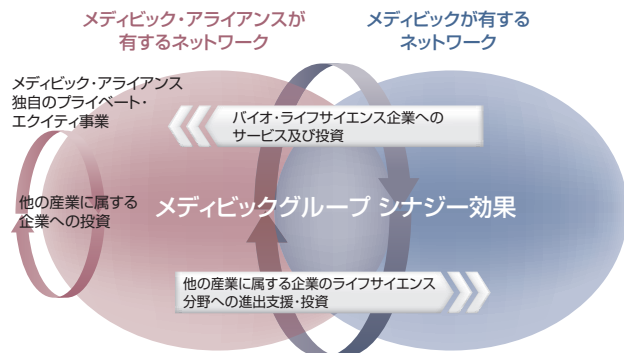 メディビック・アライアンスが
有するネットワーク
メディビックが有する
ネットワーク
メディビック・アライアンス
独自のプライベート・
エクイティ事業
バイオ・ライフサイエンス企業への
サービス及び投資
他の産業に属する
企業への投資
メディビックグループ シナジー効果
他の産業に属する企業のライフサイエンス
分野への進出支援・投資